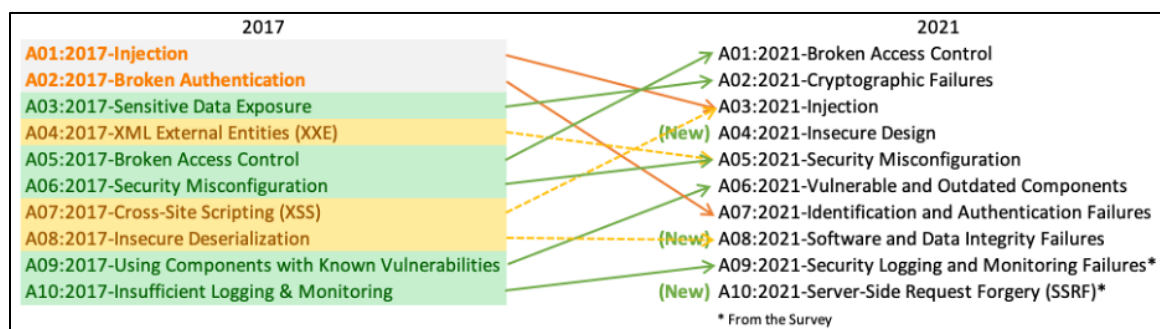 2017
A01:2017-Injection
A02:2017-Broken Authentication
A03:2017-Sensitive Data Exposure
A04:2017-XML External Entities (XXE)
A05:2017-Broken Access Control
A06:2017-Security Misconfiguration
A07:2017-Cross-Site Scripting (XSS)
A08:2017-Insecure Deserialization
A09:2017-Using Components with Known Vulnerabilities
A10:2017-Insufficient Logging & Monitoring
2021
A01:2021-Broken Access Control
A02:2021-Cryptographic Failures
A03:2021-Injection
(New) A04:2021-Insecure Design
A05:2021-Security Misconfiguration
A06:2021-Vulnerable and Outdated Components
A07:2021-Identification and Authentication Failures
(New) A08:2021-Software and Data Integrity Failures
A09:2021-Security Logging and Monitoring Failures*
(New) A10:2021-Server-Side Request Forgery (SSRF)*
* From the Survey